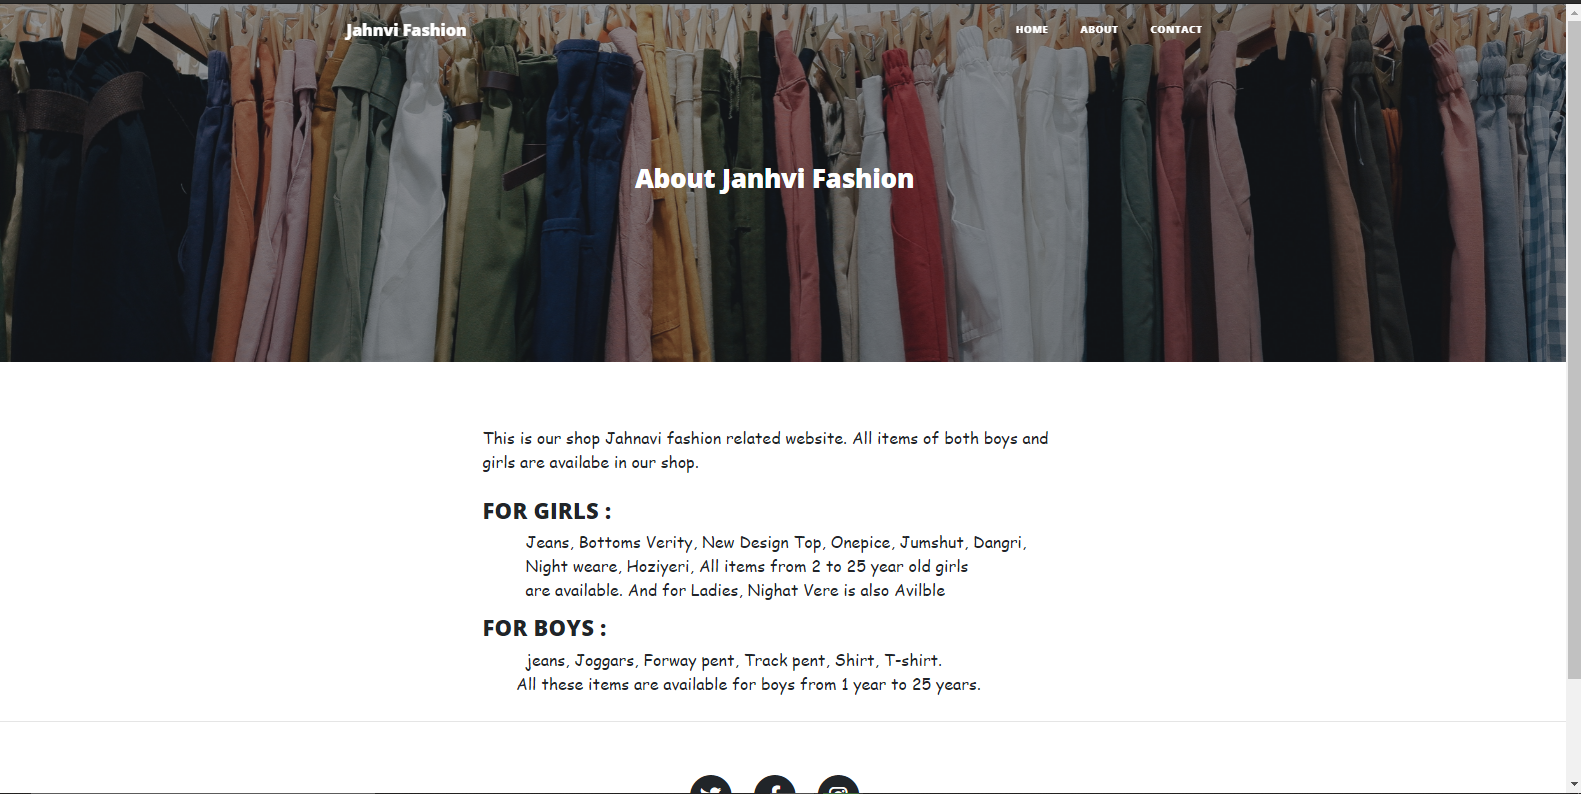 Jahnvi Fashion
HOME ABOUT CONTACT
About Janhvi Fashion
This is our shop Jahnavi fashion related website. All items of both boys and
girls are availabe in our shop.
FOR GIRLS :
Jeans, Bottoms Verity, New Design Top, Onepice, Jumshut, Dangri,
Night weare, Hoziyeri, All items from 2 to 25 year old girls
are available. And for Ladies, Nighat Vere is also Avilble
FOR BOYS :
jeans, Joggars, Forway pent, Track pent, Shirt, T-shirt.
All these items are available for boys from 1 year to 25 years.